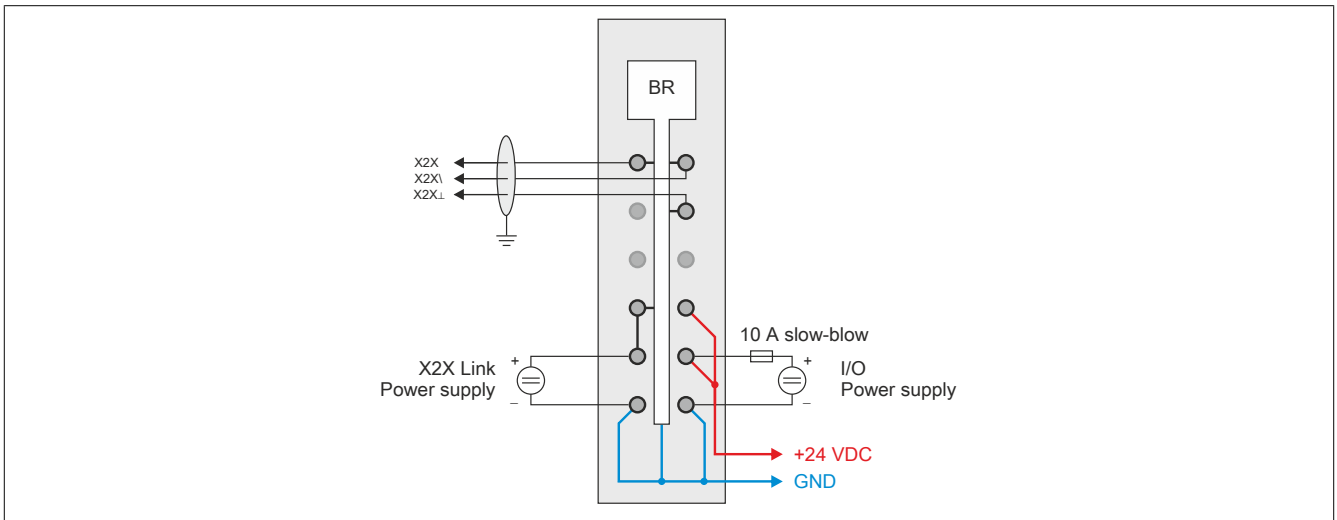 BR
X2X
X2X\
X2X⊥
10 A slow-blow
X2X Link
Power supply
+
−
+
−
I/O
Power supply
+24 VDC
GND